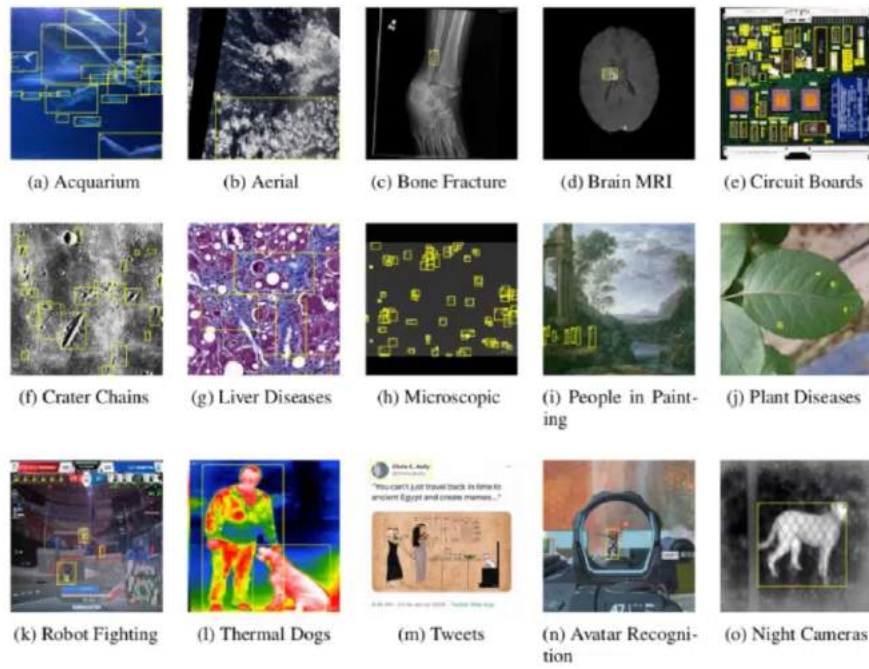 (a) Acquarium
(b) Aerial
(c) Bone Fracture
(d) Brain MRI
(e) Circuit Boards
(f) Crater Chains
(g) Liver Diseases
(h) Microscopic
(i) People in Paint-
ing
(j) Plant Diseases
"You can't just travel back in time to
ancient Egypt and create memes..."
(k) Robot Fighting
(l) Thermal Dogs
(m) Tweets
(n) Avatar Recogni-
tion
(o) Night Cameras